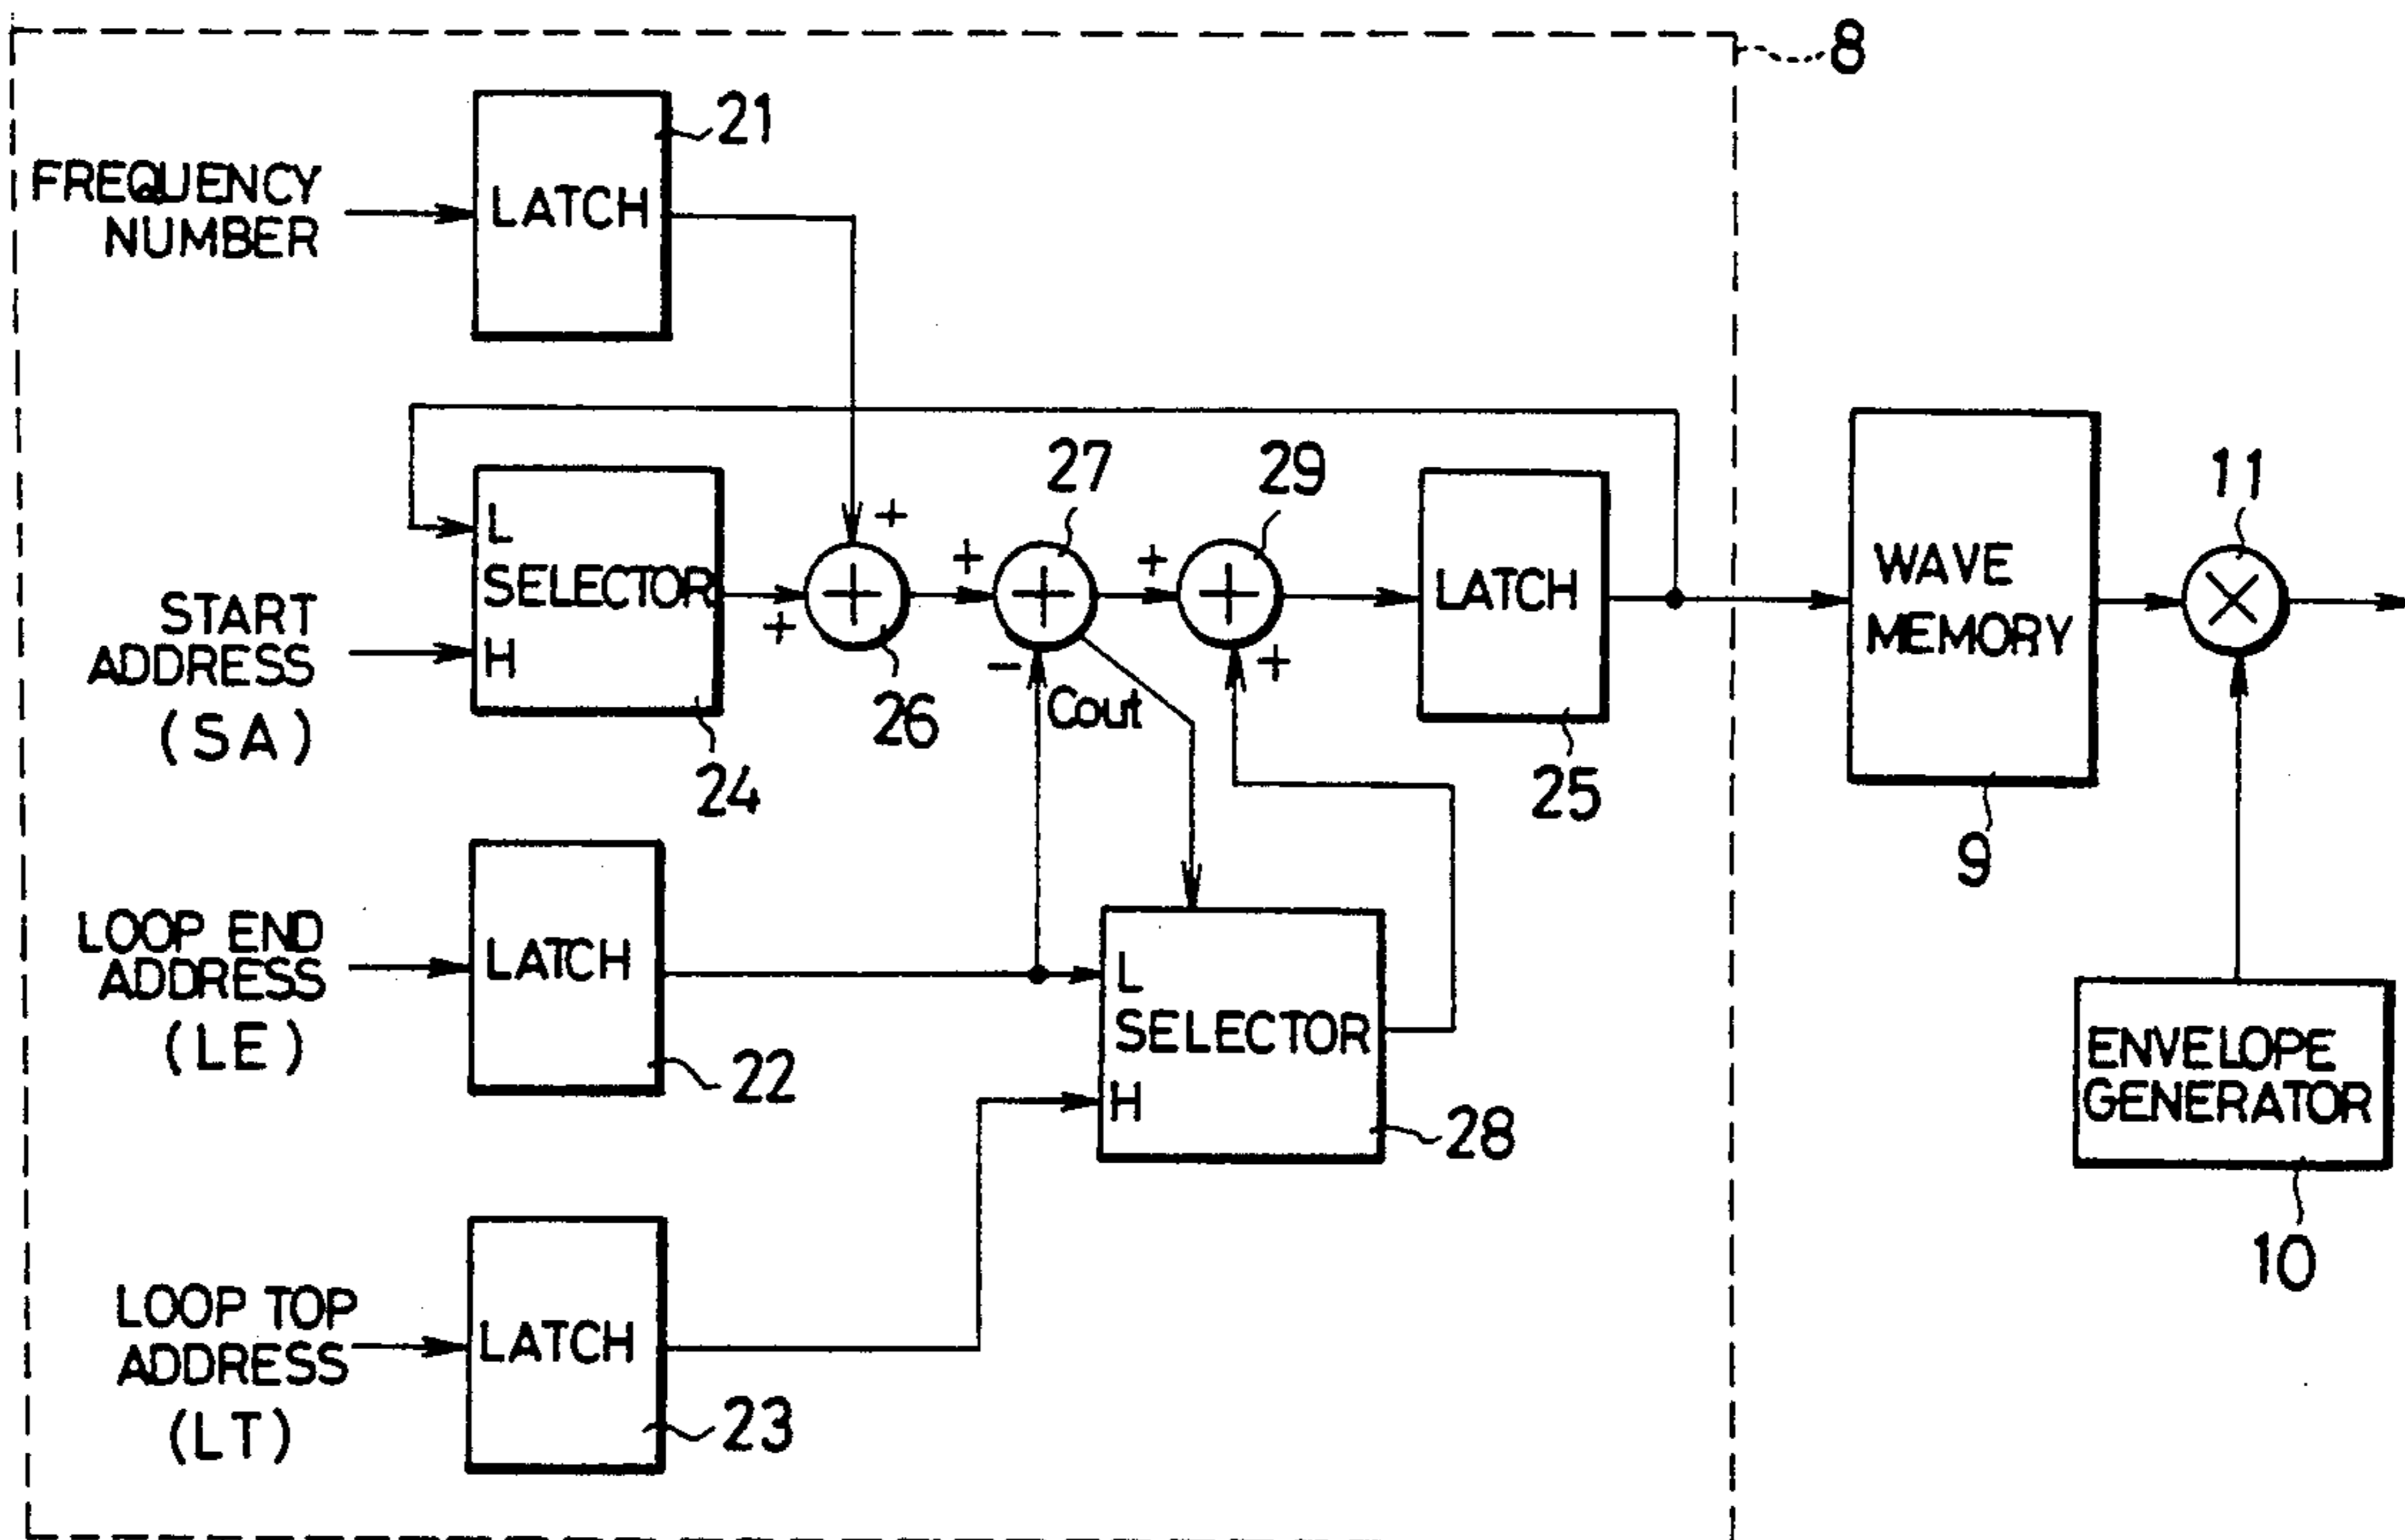 8
21
FREQUENCY
NUMBER
LATCH
27
29
11
L
SELECTOR
H
+
+
+
+
-
+
+
+
+
START
ADDRESS
(SA)
24
26
Cout
LATCH
25
WAVE
MEMORY
9
×
LOOP END
ADDRESS
(LE)
LATCH
22
L
SELECTOR
H
28
ENVELOPE
GENERATOR
10
LOOP TOP
ADDRESS
(LT)
LATCH
23